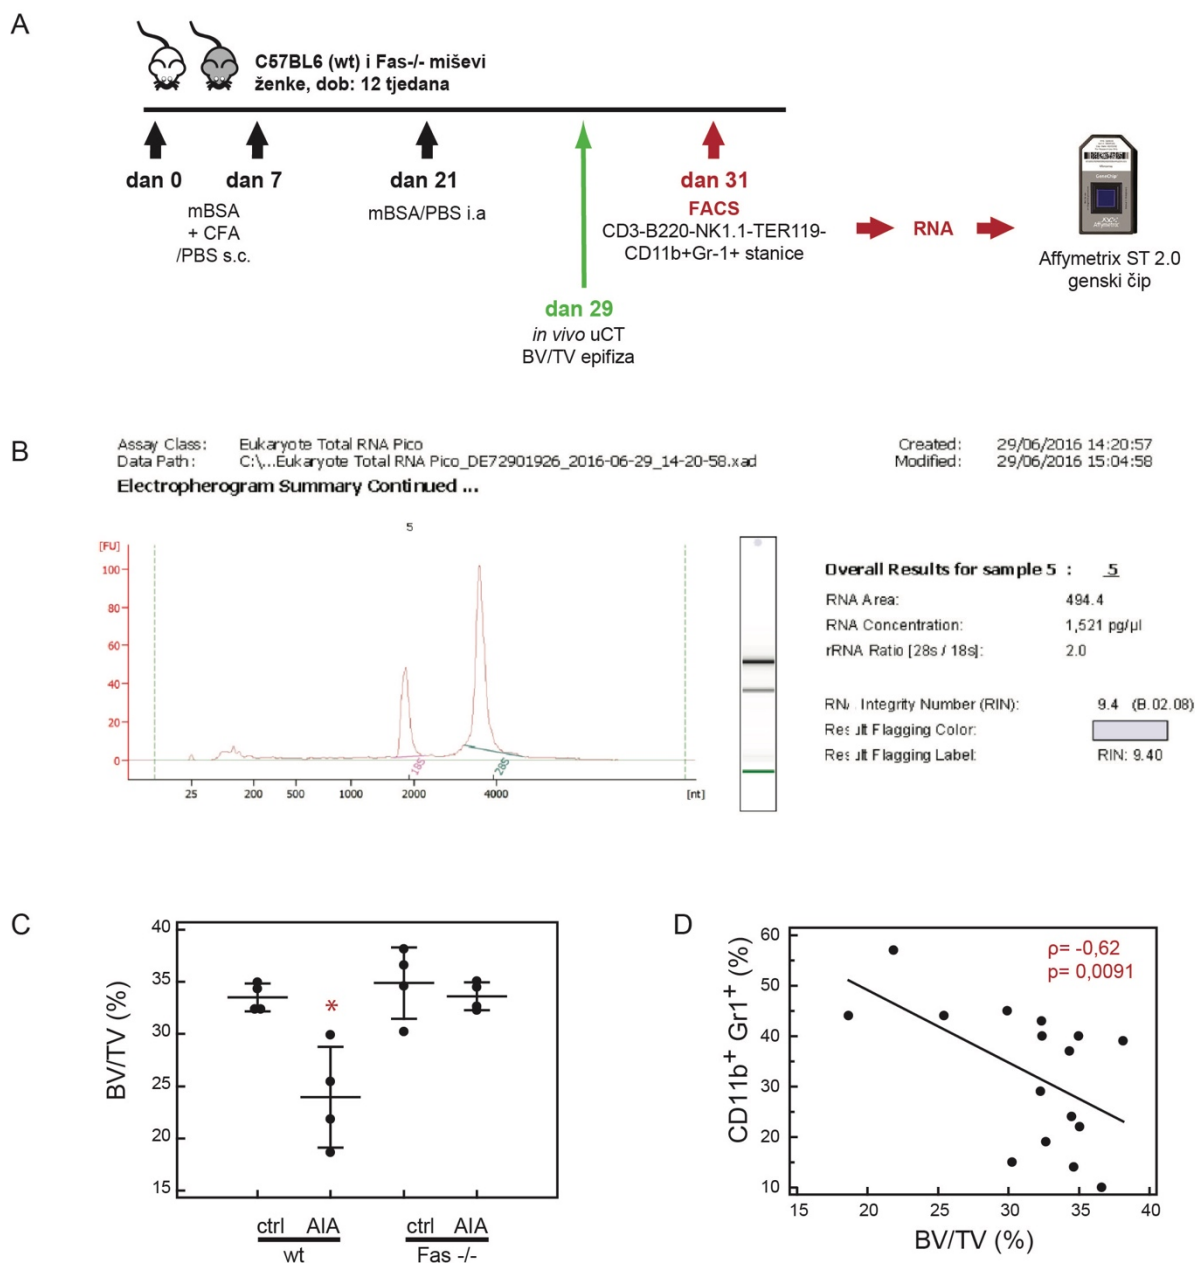 A
C57BL6 (wt) i Fas-/- miševi
ženke, dob: 12 tjedana
dan 0
dan 7
dan 21
dan 31
mBSA
+ CFA
/PBS s.c.
mBSA/PBS i.a
FACS
CD3-B220-NK1.1-TER119-
CD11b+Gr-1+ stanice
RNA
Affymetrix ST 2.0
genski čip
dan 29
in vivo uCT
BV/TV epifiza
B
Assay Class: Eukaryote Total RNA Pico
Data Path: C:\...Eukaryote Total RNA Pico_DE72901926_2016-06-29_14-20-58.xad
Created: 29/06/2016 14:20:57
Modified: 29/06/2016 15:04:58
Electropherogram Summary Continued ...
5
[FU]
100
80
60
40
20
0
18S
28S
25 200 500 1000 2000 4000 [nt]
Overall Results for sample 5 : 5
RNA Area: 494.4
RNA Concentration: 1,521 pg/µl
rRNA Ratio [28s / 18s]: 2.0
RNA Integrity Number (RIN): 9.4 (B.02.08)
Result Flagging Color:
Result Flagging Label: RIN: 9.40
C
BV/TV (%)
40
35
30
25
20
15
*
ctrl AIA ctrl AIA
wt Fas -/-
D
CD11b+ Gr1+ (%)
60
50
40
30
20
10
ρ= -0,62
p= 0,0091
15 20 25 30 35 40
BV/TV (%)